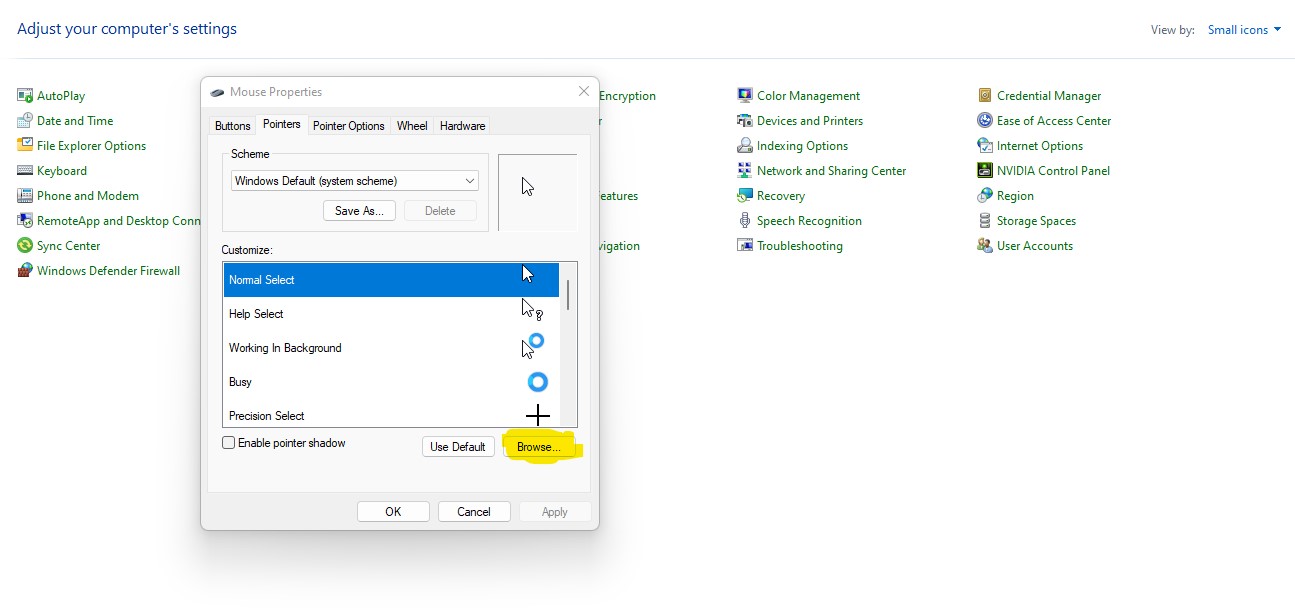 Adjust your computer's settings
View by: Small icons
AutoPlay
Date and Time
File Explorer Options
Keyboard
Phone and Modem
RemoteApp and Desktop Conn
Sync Center
Windows Defender Firewall
Mouse Properties
Buttons Pointers Pointer Options Wheel Hardware
Scheme
Windows Default (system scheme)
Save As... Delete
Customize:
Normal Select
Help Select
Working In Background
Busy
Precision Select
Enable pointer shadow
Use Default Browse...
OK Cancel Apply
Encryption
Color Management
Devices and Printers
Indexing Options
Network and Sharing Center
Recovery
Speech Recognition
Troubleshooting
Credential Manager
Ease of Access Center
Internet Options
NVIDIA Control Panel
Region
Storage Spaces
User Accounts